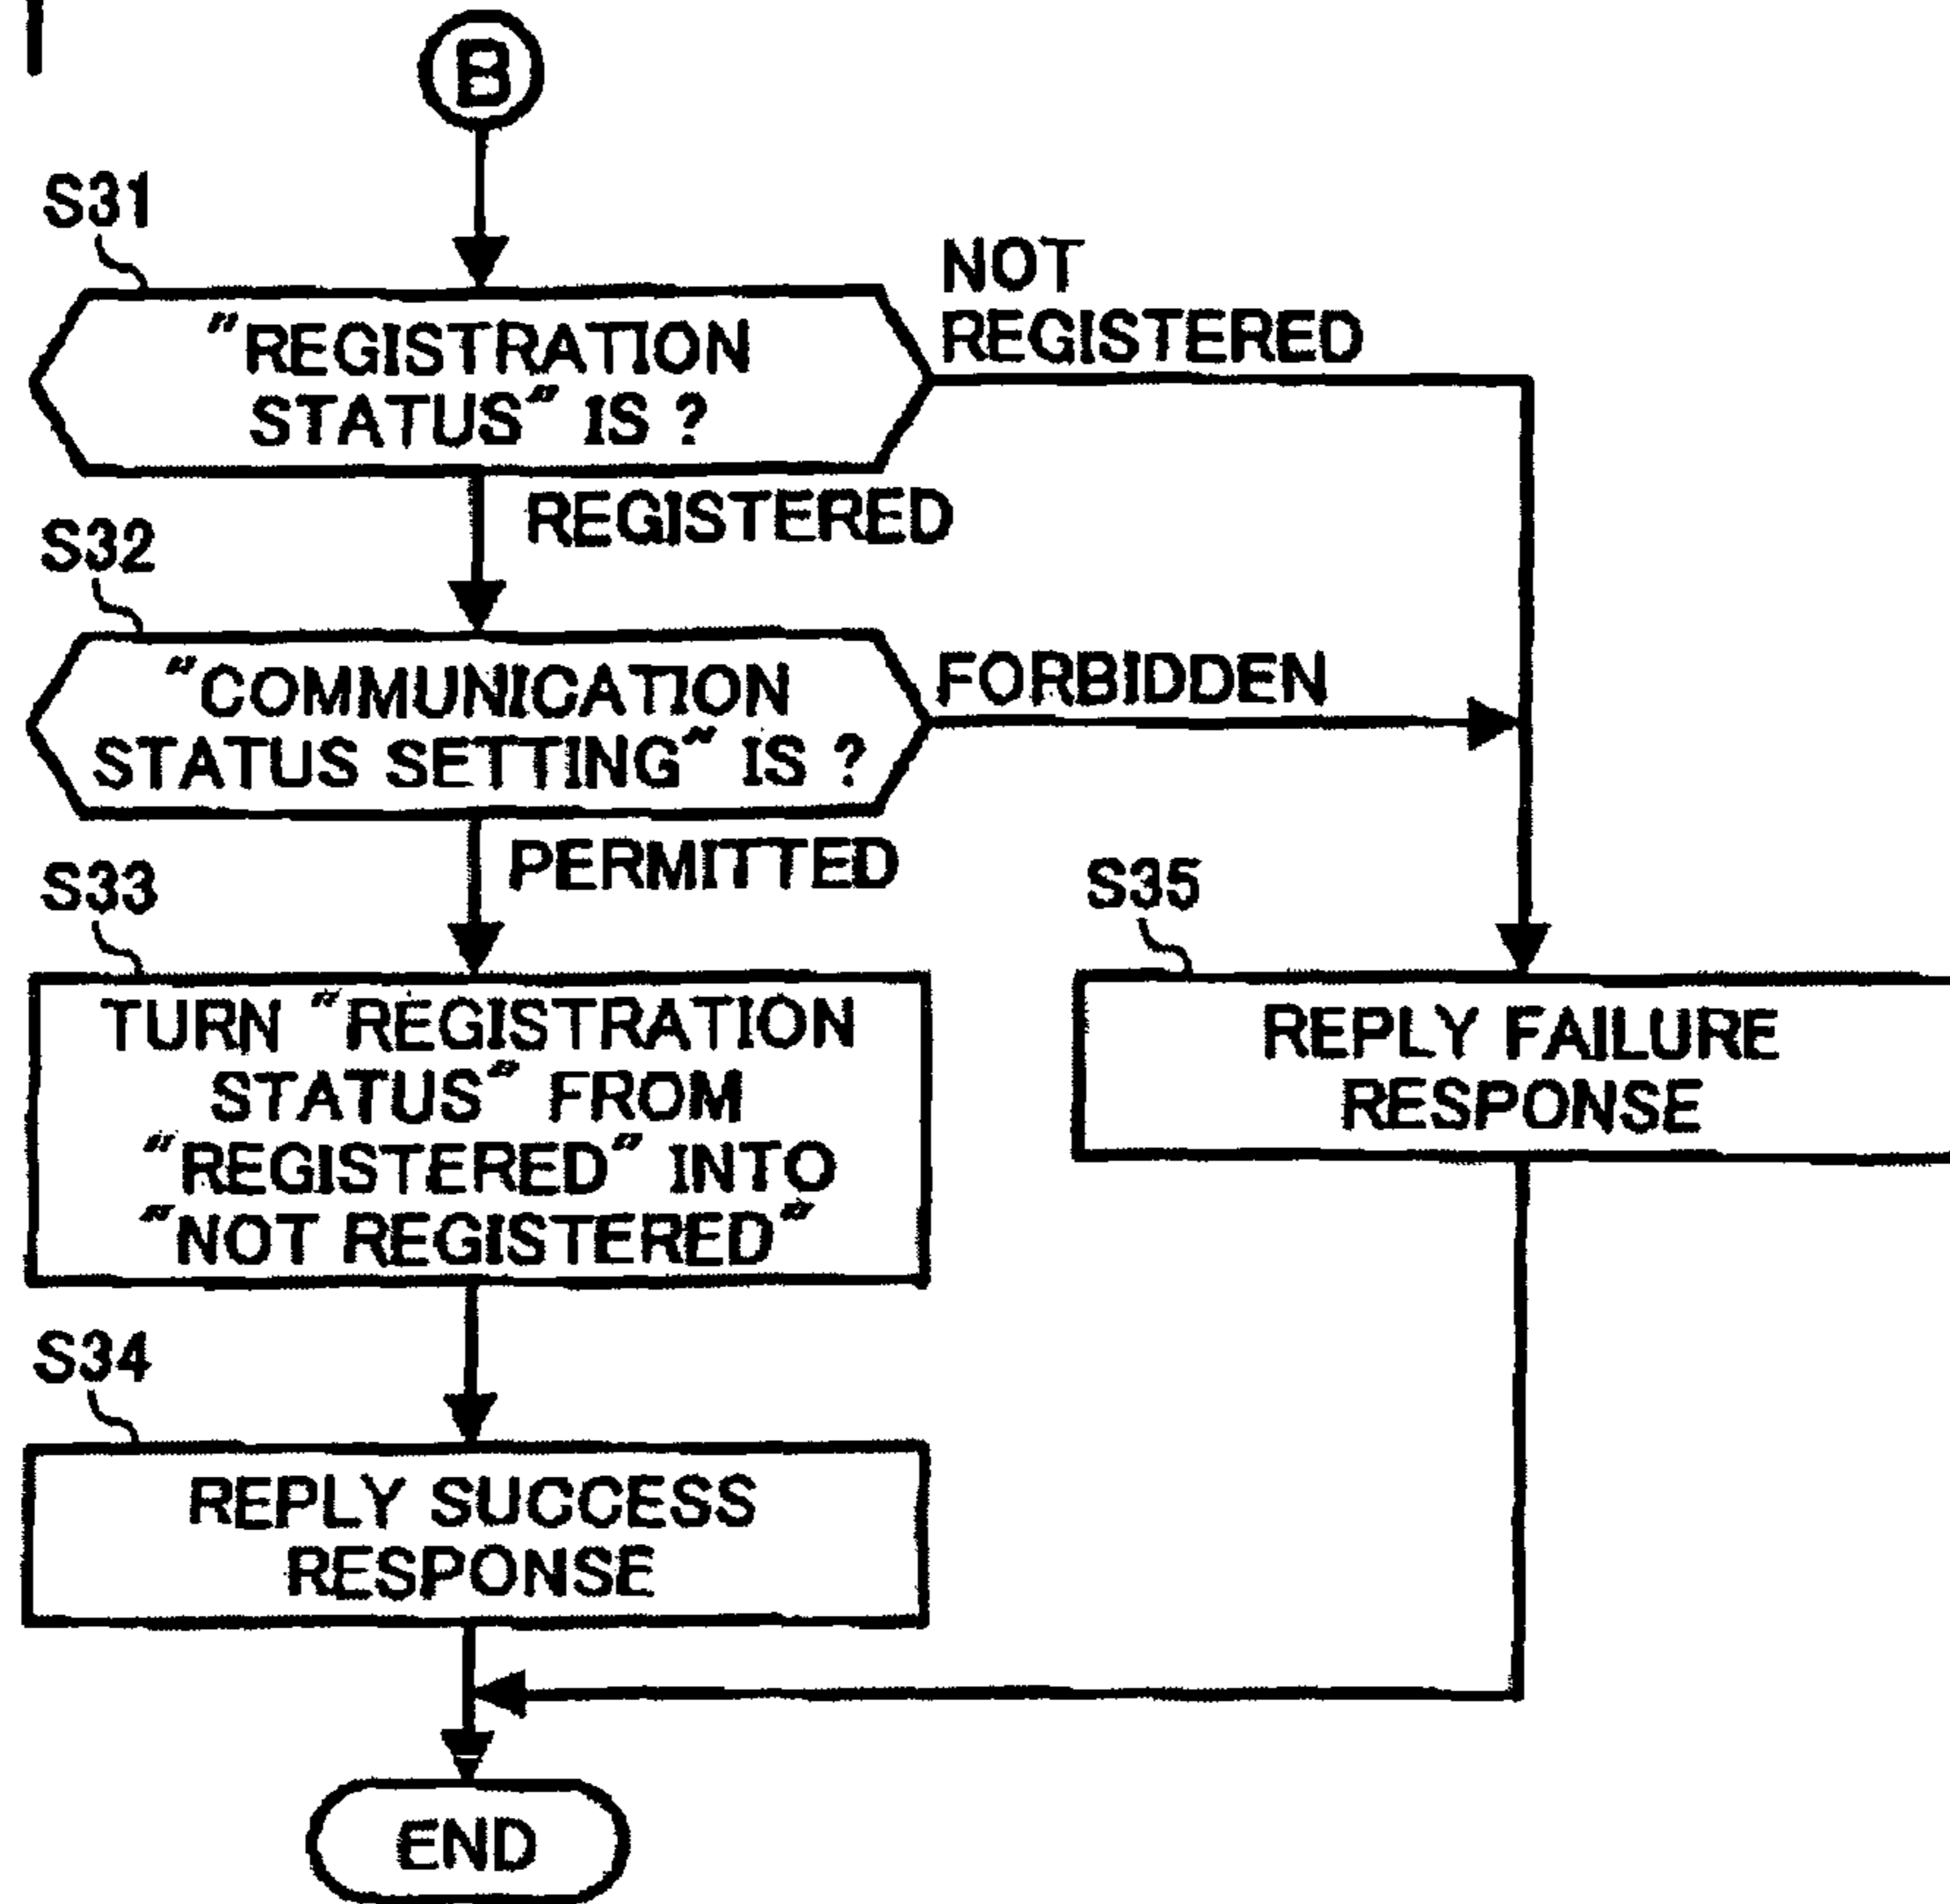 B
S31
"REGISTRATION
STATUS" IS ?
NOT
REGISTERED
REGISTERED
S32
"COMMUNICATION
STATUS SETTING" IS ?
FORBIDDEN
PERMITTED
S33
TURN "REGISTRATION
STATUS" FROM
"REGISTERED" INTO
"NOT REGISTERED"
S35
REPLY FAILURE
RESPONSE
S34
REPLY SUCCESS
RESPONSE
END